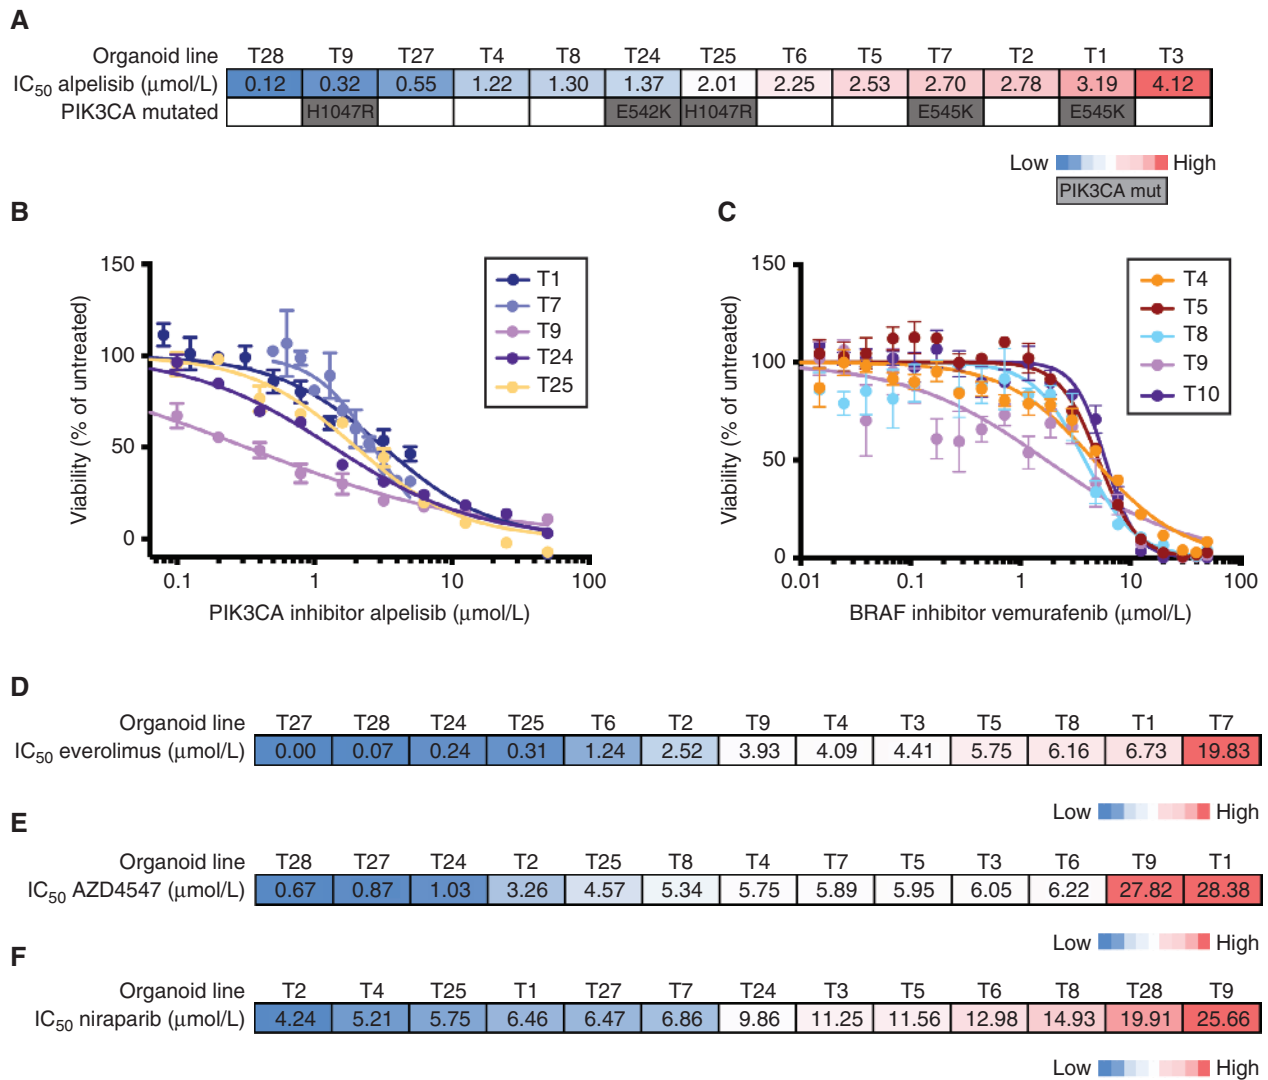 A
Organoid line T28 T9 T27 T4 T8 T24 T25 T6 T5 T7 T2 T1 T3
IC50 alpelisib (μmol/L) 0.12 0.32 0.55 1.22 1.30 1.37 2.01 2.25 2.53 2.70 2.78 3.19 4.12
PIK3CA mutated H1047R E542K H1047R E545K E545K
Low High
PIK3CA mut
B
Viability (% of untreated)
150
100
50
0
0.1 1 10 100
PIK3CA inhibitor alpelisib (μmol/L)
T1
T7
T9
T24
T25
C
Viability (% of untreated)
150
100
50
0
0.01 0.1 1 10 100
BRAF inhibitor vemurafenib (μmol/L)
T4
T5
T8
T9
T10
D
Organoid line T27 T28 T24 T25 T6 T2 T9 T4 T3 T5 T8 T1 T7
IC50 everolimus (μmol/L) 0.00 0.07 0.24 0.31 1.24 2.52 3.93 4.09 4.41 5.75 6.16 6.73 19.83
Low High
E
Organoid line T28 T27 T24 T2 T25 T8 T4 T7 T5 T3 T6 T9 T1
IC50 AZD4547 (μmol/L) 0.67 0.87 1.03 3.26 4.57 5.34 5.75 5.89 5.95 6.05 6.22 27.82 28.38
Low High
F
Organoid line T2 T4 T25 T1 T27 T7 T24 T3 T5 T6 T8 T28 T9
IC50 niraparib (μmol/L) 4.24 5.21 5.75 6.46 6.47 6.86 9.86 11.25 11.56 12.98 14.93 19.91 25.66
Low High